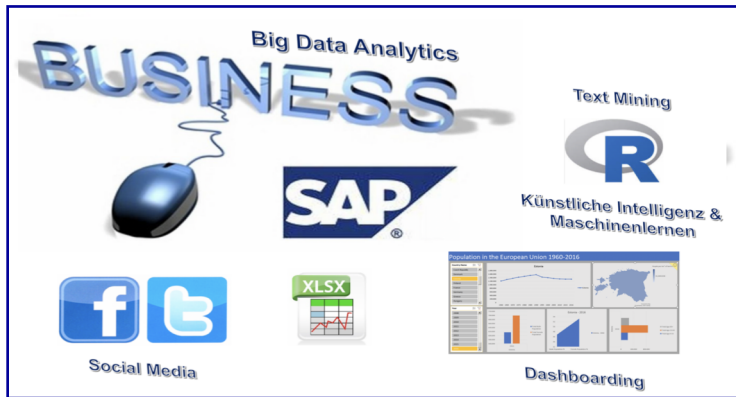 Big Data Analytics
BUSINESS
Text Mining
R
SAP
®
Künstliche Intelligenz &
Maschinenlernen
Population in the European Union 1960-2016
f
t
XLSX
Social Media
Dashboarding